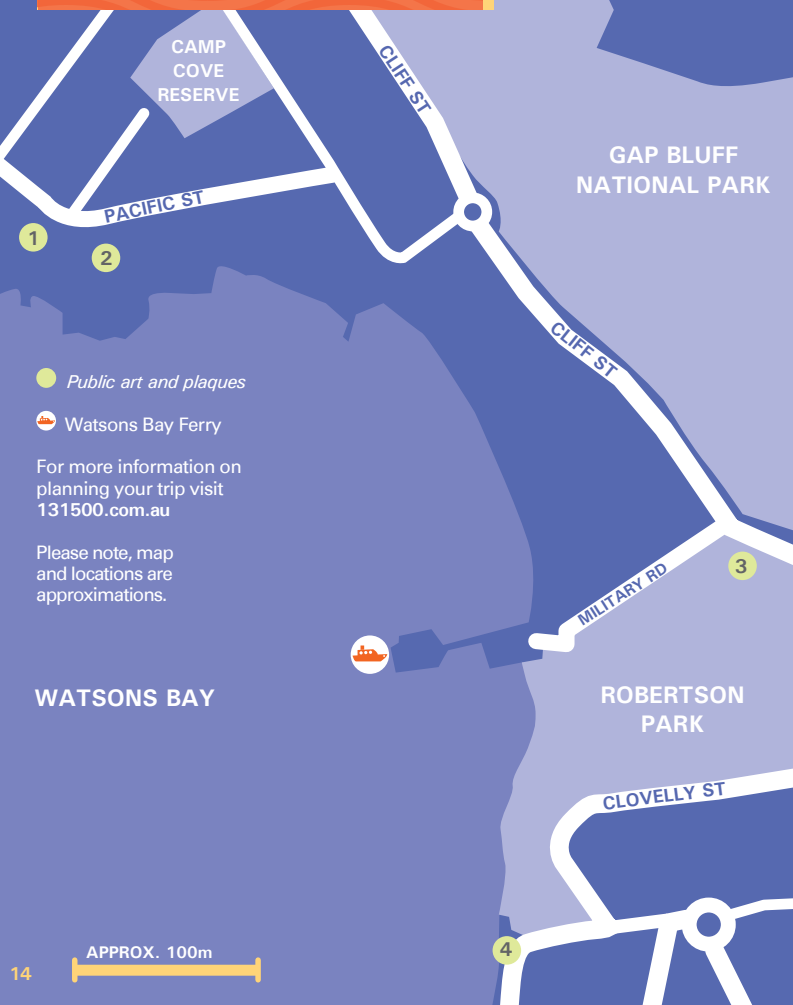 CAMP
COVE
RESERVE
CLIFF ST
GAP BLUFF
NATIONAL PARK
PACIFIC ST
1
2
CLIFF ST
Public art and plaques
Watsons Bay Ferry
For more information on
planning your trip visit
131500.com.au
Please note, map
and locations are
approximations.
3
MILITARY RD
WATSONS BAY
ROBERTSON
PARK
CLOVELLY ST
4
APPROX. 100m
14